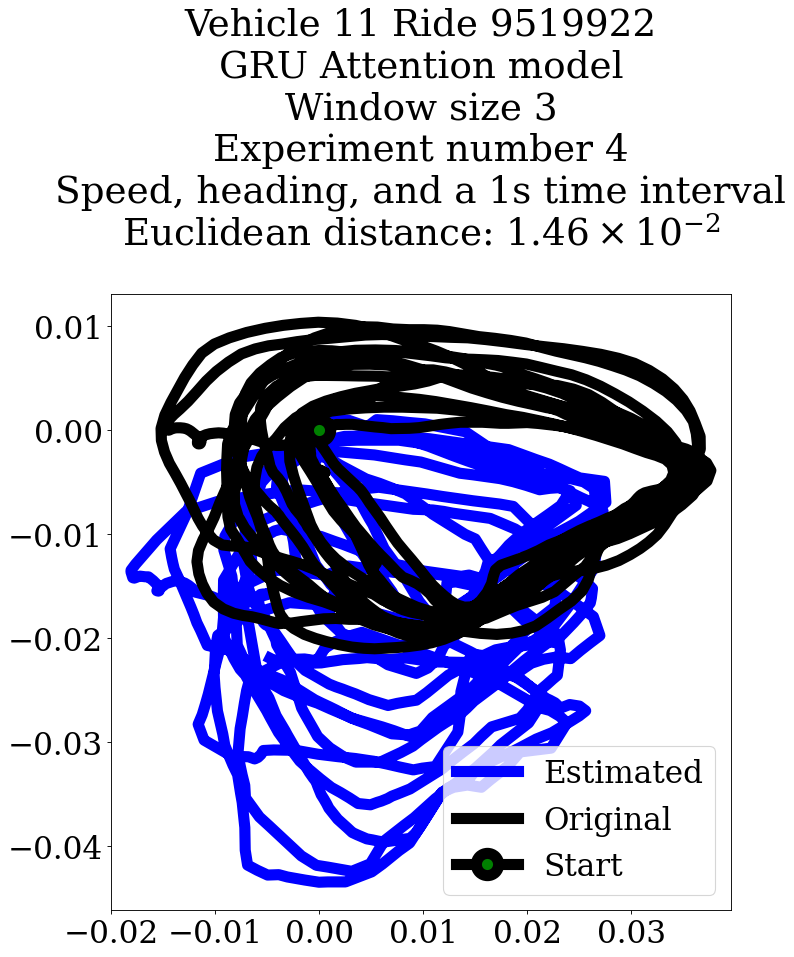 Vehicle 11 Ride 9519922
GRU Attention model
Window size 3
Experiment number 4
Speed, heading, and a 1s time interval
Euclidean distance: 1.46 × 10⁻²
0.01
0.00
−0.01
−0.02
−0.03
−0.04
Estimated
Original
Start
−0.02 −0.01 0.00 0.01 0.02 0.03